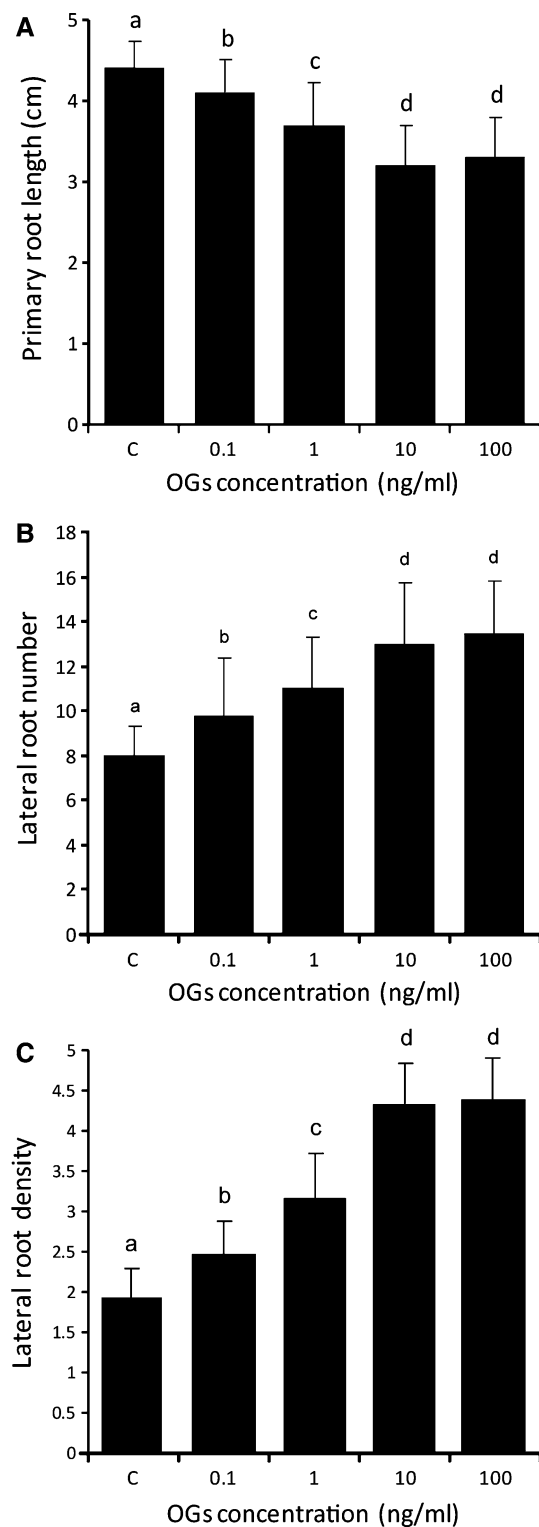 A
Primary root length (cm)
5
4
3
2
1
0
a
b
c
d
d
C 0.1 1 10 100
OGs concentration (ng/ml)
B
Lateral root number
18
16
14
12
10
8
6
4
2
0
a
b
c
d
d
C 0.1 1 10 100
OGs concentration (ng/ml)
C
Lateral root density
5
4.5
4
3.5
3
2.5
2
1.5
1
0.5
0
a
b
c
d
d
C 0.1 1 10 100
OGs concentration (ng/ml)